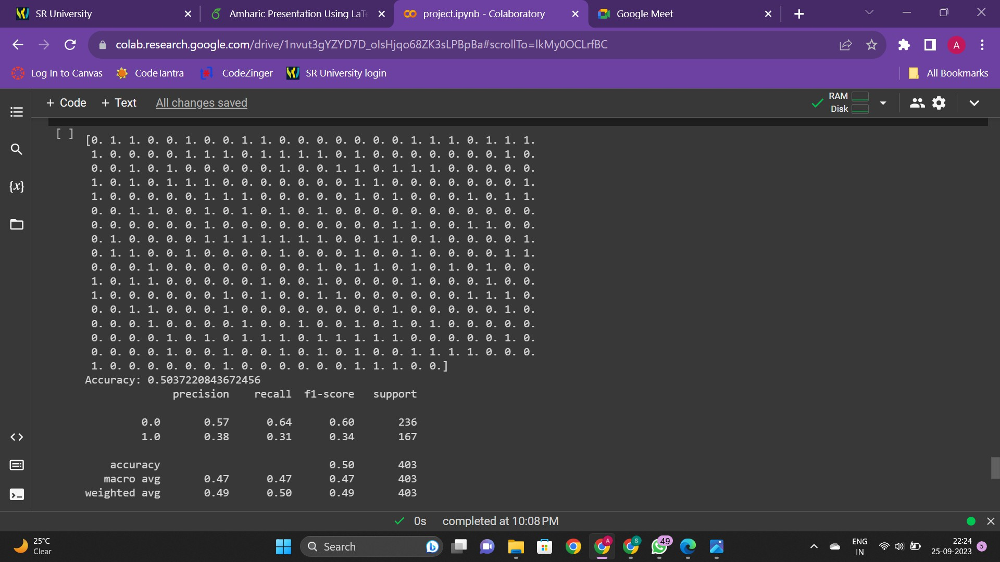 SR University
Amharic Presentation Using LaTe
project.ipynb - Colaboratory
Google Meet
colab.research.google.com/drive/1nvut3gYZYD7D_oIsHjqo68ZK3sLPBpBa#scrollTo=lkMy0OCLrfBC
A
Log In to Canvas
CodeTantra
CodeZinger
SR University login
All Bookmarks
+ Code
+ Text
All changes saved
RAM
Disk
{x}
[ ]
[0. 1. 1. 0. 0. 1. 0. 0. 1. 1. 0. 0. 0. 0. 0. 0. 0. 1. 1. 1. 0. 1. 1. 1.
1. 0. 0. 0. 0. 1. 1. 1. 0. 1. 1. 1. 1. 0. 1. 0. 0. 0. 0. 0. 0. 0. 1. 0.
0. 0. 1. 0. 1. 0. 0. 0. 0. 0. 1. 0. 0. 1. 1. 0. 1. 1. 1. 0. 0. 0. 0. 0.
1. 0. 1. 0. 1. 1. 1. 0. 0. 0. 0. 0. 0. 0. 1. 1. 0. 0. 0. 0. 0. 0. 0. 1.
1. 0. 0. 0. 0. 0. 1. 1. 1. 0. 0. 0. 0. 0. 1. 0. 1. 0. 0. 0. 1. 0. 1. 1.
0. 0. 1. 1. 0. 0. 1. 0. 1. 0. 1. 0. 1. 0. 0. 0. 0. 0. 0. 0. 0. 0. 0. 0.
0. 0. 0. 0. 0. 0. 1. 0. 0. 0. 0. 0. 0. 0. 0. 0. 1. 1. 0. 0. 1. 1. 0. 0.
0. 1. 0. 0. 0. 0. 1. 1. 1. 1. 1. 1. 1. 0. 0. 1. 1. 0. 1. 0. 0. 0. 0. 1.
0. 1. 1. 0. 0. 1. 0. 0. 0. 0. 1. 0. 0. 0. 1. 0. 0. 1. 0. 0. 0. 0. 1. 1.
0. 0. 0. 1. 0. 0. 0. 0. 0. 0. 0. 0. 1. 0. 1. 1. 0. 1. 0. 1. 0. 1. 0. 0.
1. 0. 1. 1. 0. 0. 0. 0. 0. 1. 0. 0. 1. 0. 0. 0. 0. 1. 0. 0. 0. 1. 0. 0.
1. 0. 0. 0. 0. 0. 0. 1. 0. 1. 0. 0. 1. 1. 0. 0. 0. 0. 0. 0. 1. 1. 1. 0.
0. 0. 1. 1. 0. 0. 0. 1. 0. 0. 0. 0. 0. 0. 0. 0. 1. 0. 0. 0. 0. 0. 1. 0.
0. 0. 0. 1. 0. 0. 0. 0. 1. 0. 0. 1. 0. 0. 1. 0. 1. 0. 1. 0. 0. 0. 0. 0.
0. 0. 0. 0. 1. 0. 1. 0. 1. 1. 1. 0. 1. 1. 1. 1. 1. 0. 0. 0. 0. 0. 1. 0.
0. 0. 0. 0. 1. 0. 0. 1. 0. 0. 1. 0. 1. 0. 1. 0. 0. 1. 1. 1. 1. 0. 0. 0.
1. 0. 0. 0. 0. 0. 0. 1. 0. 0. 0. 0. 0. 0. 1. 1. 1. 0. 0.]
Accuracy: 0.5037220843672456
precision recall f1-score support
0.0 0.57 0.64 0.60 236
1.0 0.38 0.31 0.34 167
accuracy 0.50 403
macro avg 0.47 0.47 0.47 403
weighted avg 0.49 0.50 0.49 403
0s completed at 10:08 PM
25°C
Clear
Search
A
S
49
ENG
IN
22:24
25-09-2023
5